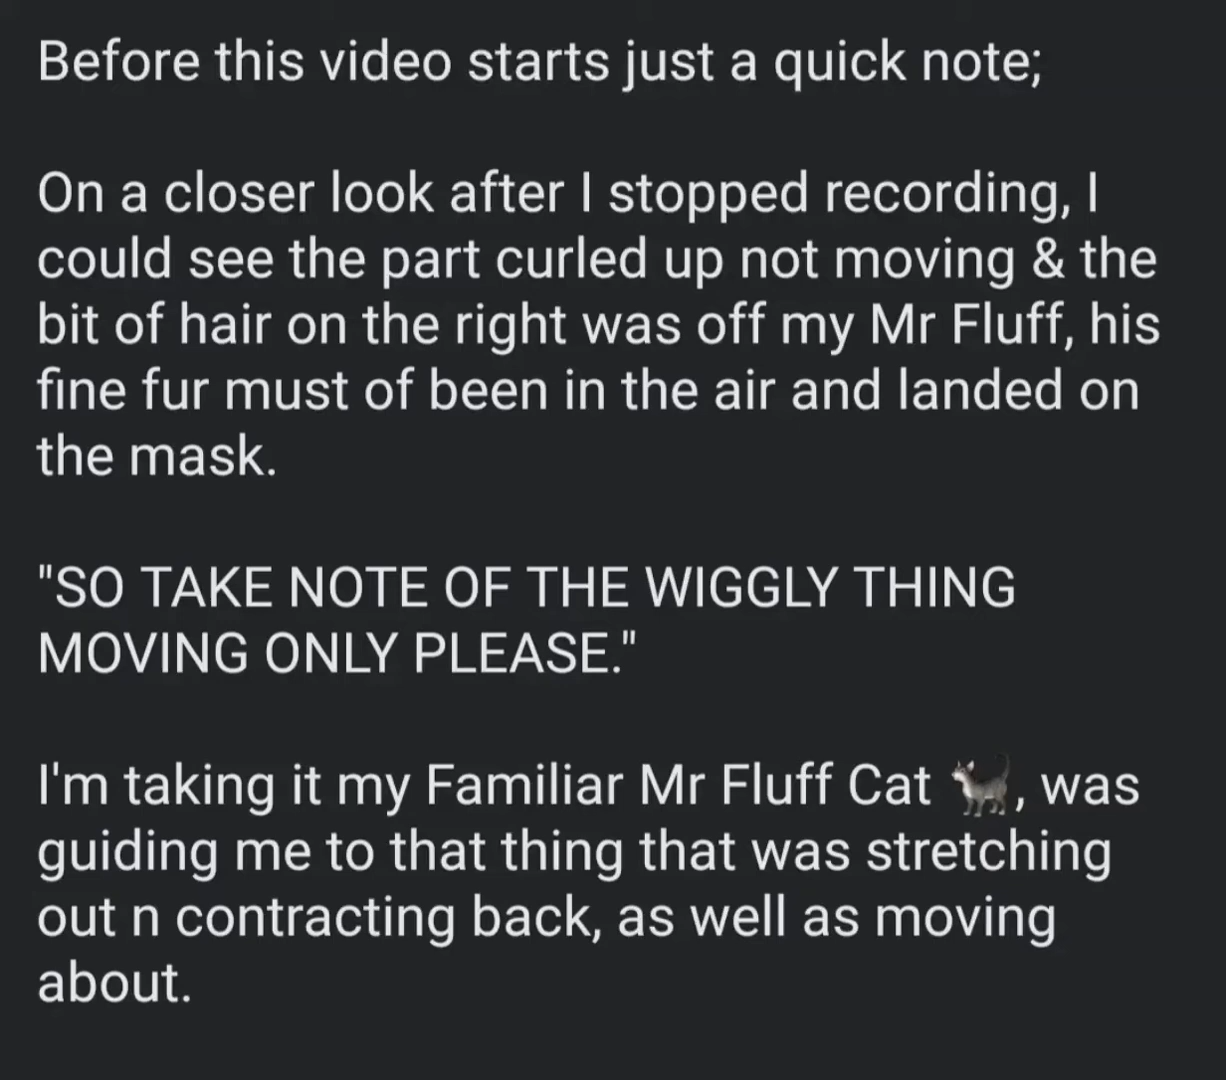 Before this video starts just a quick note;
On a closer look after I stopped recording, I
could see the part curled up not moving & the
bit of hair on the right was off my Mr Fluff, his
fine fur must of been in the air and landed on
the mask.
"SO TAKE NOTE OF THE WIGGLY THING
MOVING ONLY PLEASE."
I'm taking it my Familiar Mr Fluff Cat 🐈, was
guiding me to that thing that was stretching
out n contracting back, as well as moving
about.